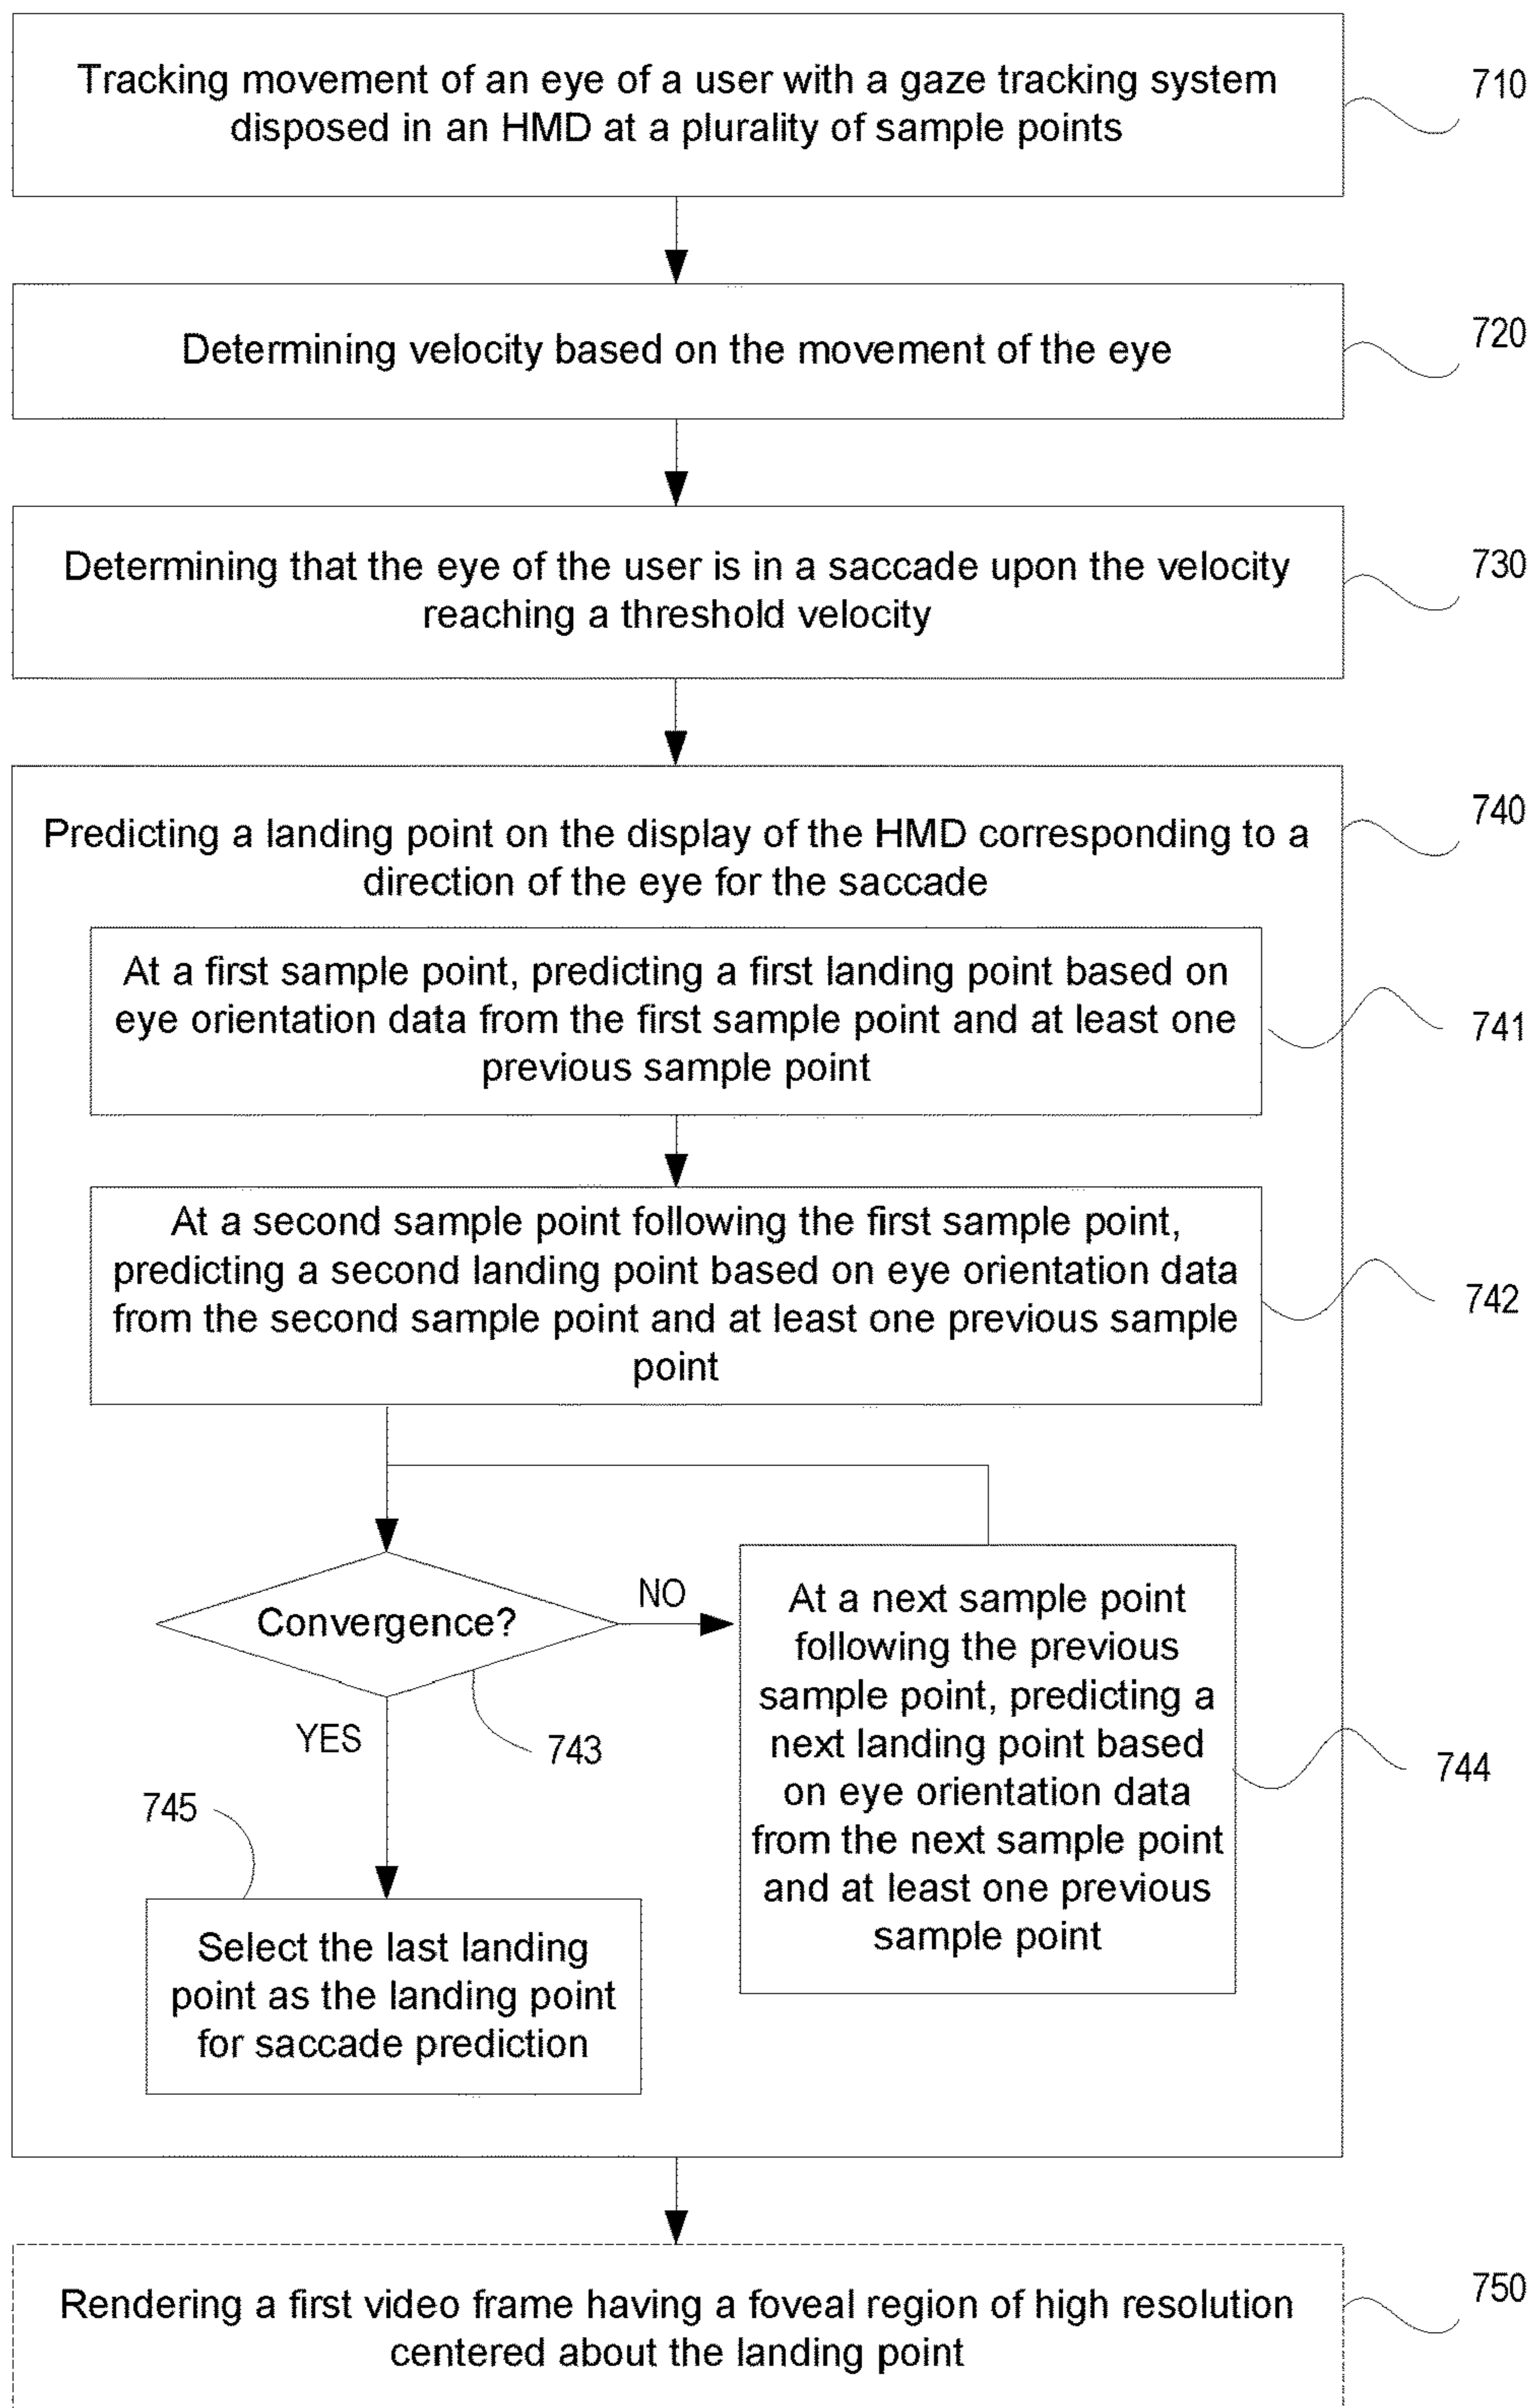 Tracking movement of an eye of a user with a gaze tracking system
disposed in an HMD at a plurality of sample points
710
Determining velocity based on the movement of the eye
720
Determining that the eye of the user is in a saccade upon the velocity
reaching a threshold velocity
730
Predicting a landing point on the display of the HMD corresponding to a
direction of the eye for the saccade
740
At a first sample point, predicting a first landing point based on
eye orientation data from the first sample point and at least one
previous sample point
741
At a second sample point following the first sample point,
predicting a second landing point based on eye orientation data
from the second sample point and at least one previous sample
point
742
Convergence?
NO
YES
743
At a next sample point
following the previous
sample point, predicting a
next landing point based
on eye orientation data
from the next sample point
and at least one previous
sample point
744
745
Select the last landing
point as the landing point
for saccade prediction
Rendering a first video frame having a foveal region of high resolution
centered about the landing point
750